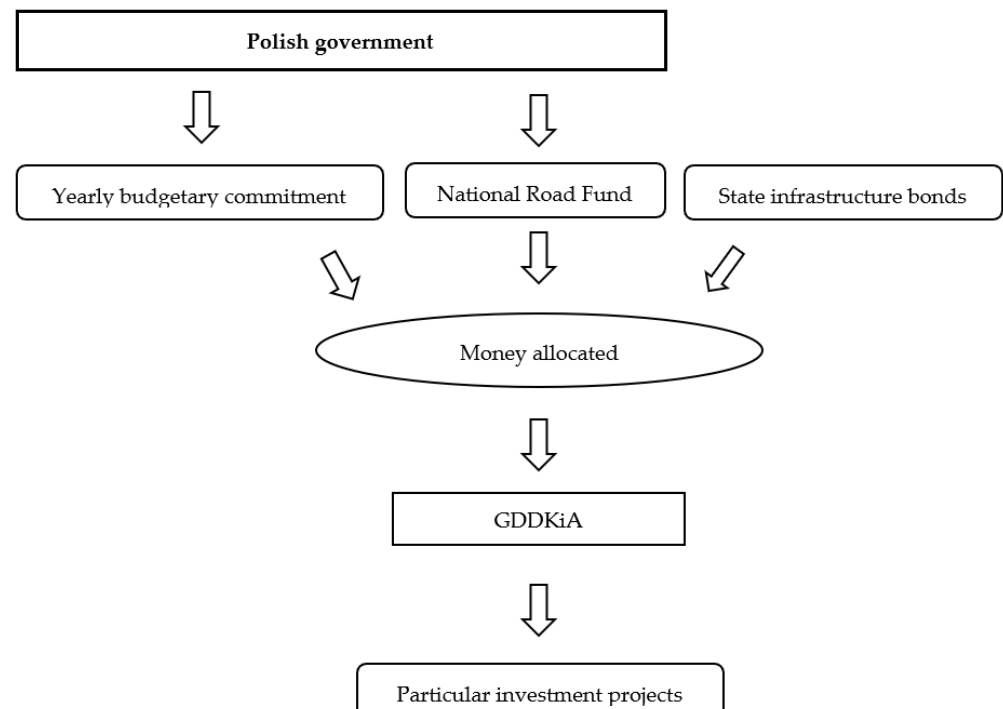 Polish government
Yearly budgetary commitment
National Road Fund
State infrastructure bonds
Money allocated
GDDKiA
Particular investment projects